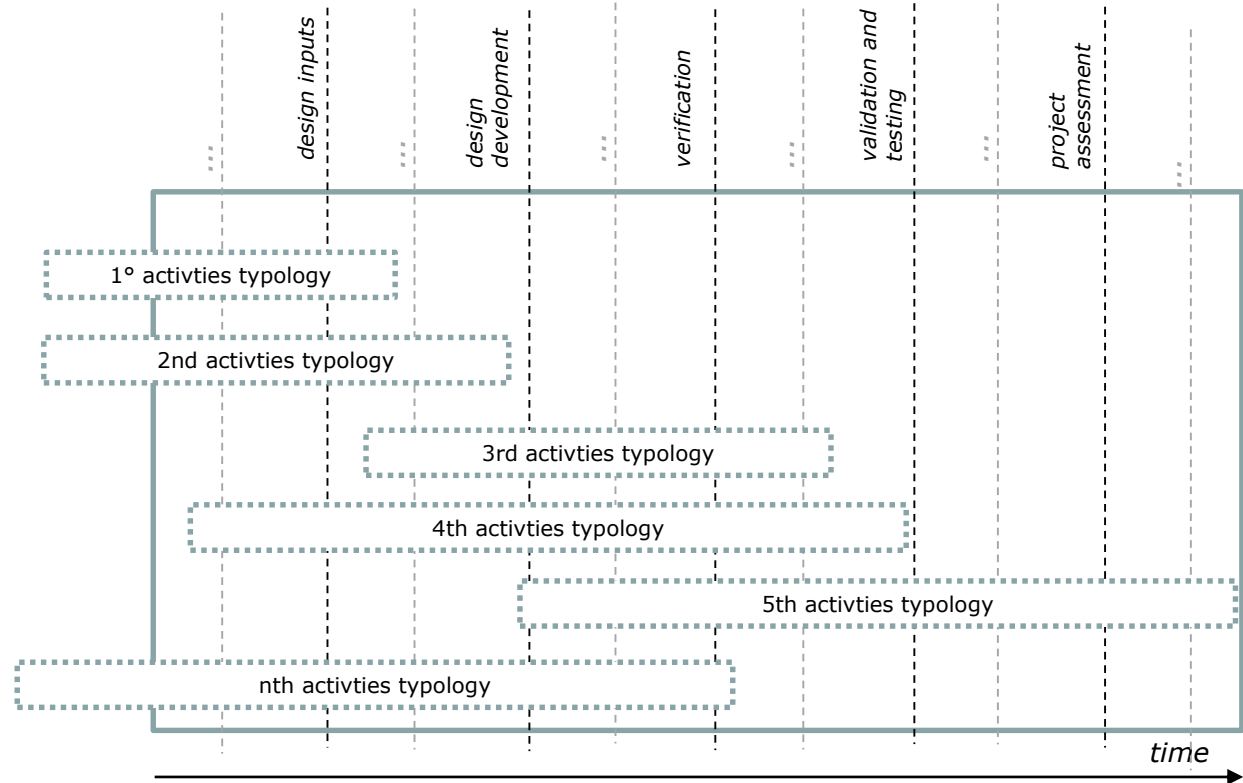 ...
design inputs
...
design
development
...
verification
...
validation and
testing
...
project
assessment
...
1° activties typology
2nd activties typology
3rd activties typology
4th activties typology
5th activties typology
nth activties typology
time